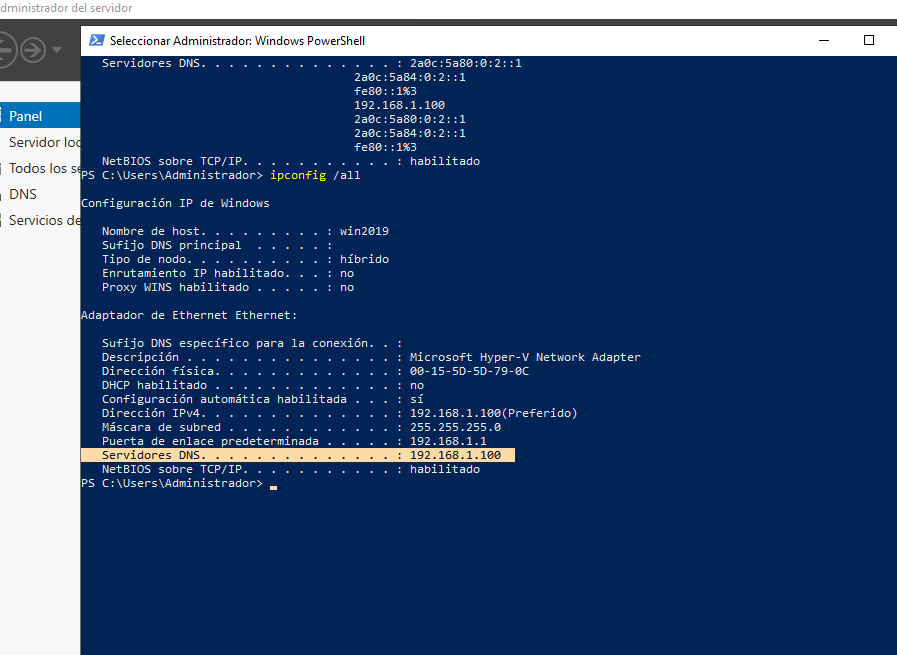 dministrador del servidor
Seleccionar Administrador: Windows PowerShell
Panel
Servidor loc
Todos los se
DNS
Servicios de
Servidores DNS. . . . . . . . . . . . . . : 2a0c:5a80:0:2::1
2a0c:5a84:0:2::1
fe80::1%3
192.168.1.100
2a0c:5a80:0:2::1
2a0c:5a84:0:2::1
fe80::1%3
NetBIOS sobre TCP/IP. . . . . . . . . . . : habilitado
PS C:\Users\Administrador> ipconfig /all
Configuración IP de Windows
Nombre de host. . . . . . . . . : win2019
Sufijo DNS principal  . . . . . :
Tipo de nodo. . . . . . . . . . : híbrido
Enrutamiento IP habilitado. . . : no
Proxy WINS habilitado . . . . . : no
Adaptador de Ethernet Ethernet:
Sufijo DNS específico para la conexión. . :
Descripción . . . . . . . . . . . . . . . : Microsoft Hyper-V Network Adapter
Dirección física. . . . . . . . . . . . . : 00-15-5D-5D-79-0C
DHCP habilitado . . . . . . . . . . . . . : no
Configuración automática habilitada . . . : sí
Dirección IPv4. . . . . . . . . . . . . . : 192.168.1.100(Preferido)
Máscara de subred . . . . . . . . . . . . : 255.255.255.0
Puerta de enlace predeterminada . . . . . : 192.168.1.1
Servidores DNS. . . . . . . . . . . . . . : 192.168.1.100
NetBIOS sobre TCP/IP. . . . . . . . . . . : habilitado
PS C:\Users\Administrador>